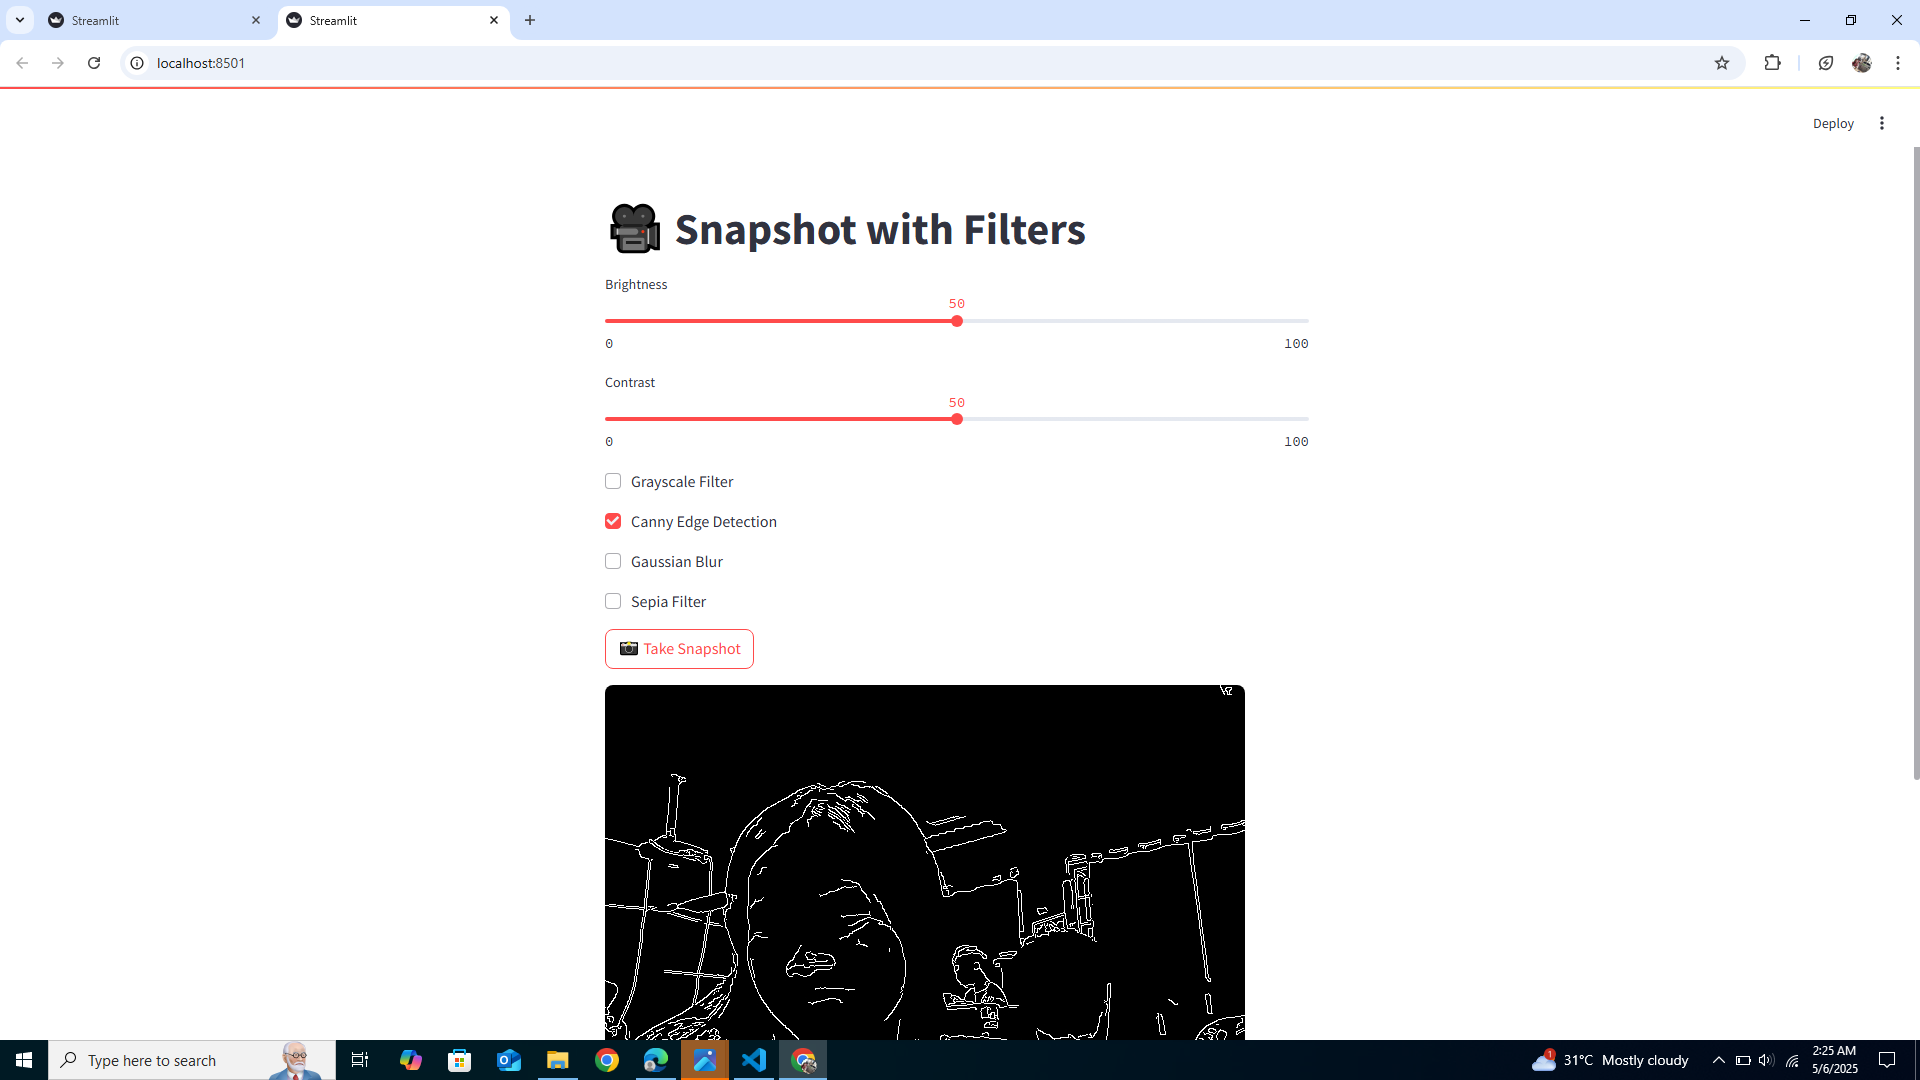 Streamlit
Streamlit
localhost:8501
Deploy
Snapshot with Filters
Brightness
50
0 100
Contrast
50
0 100
Grayscale Filter
Canny Edge Detection
Gaussian Blur
Sepia Filter
Take Snapshot
Type here to search
1
31°C Mostly cloudy
2:25 AM
5/6/2025